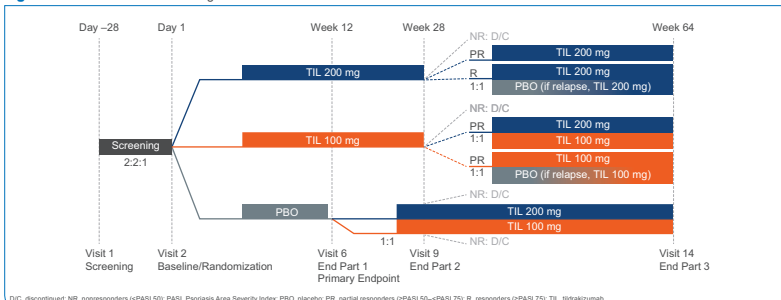 Day –28 Day 1 Week 12 Week 28 Week 64
NR: D/C
PR
TIL 200 mg
TIL 200 mg
R
TIL 200 mg
1:1
PBO (if relapse, TIL 200 mg)
NR: D/C
PR
TIL 200 mg
Screening
TIL 100 mg
1:1
TIL 100 mg
2:2:1
PR
TIL 100 mg
1:1
PBO (if relapse, TIL 100 mg)
NR: D/C
PBO
TIL 200 mg
TIL 100 mg
1:1
NR: D/C
Visit 1 Visit 2 Visit 6 Visit 9 Visit 14
Screening Baseline/Randomization End Part 1 End Part 2 End Part 3
Primary Endpoint
D/C, discontinued; NR, nonresponders (<PASI 50); PASI, Psoriasis Area Severity Index; PBO, placebo; PR, partial responders (≥PASI 50–<PASI 75); R, responders (≥PASI 75); TIL, tildrakizumab.